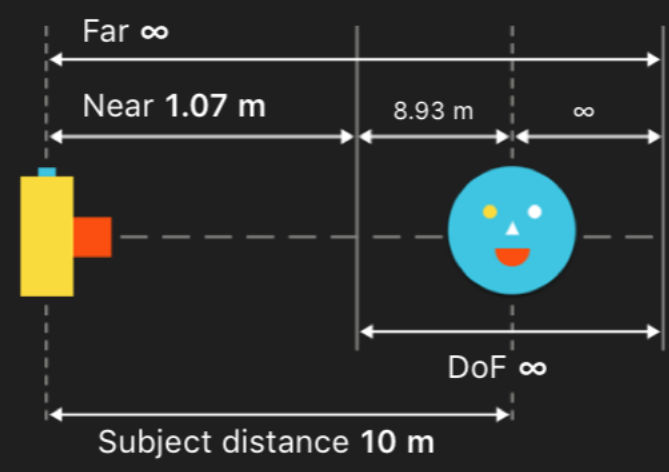 Far ∞
Near 1.07 m
8.93 m
∞
DoF ∞
Subject distance 10 m